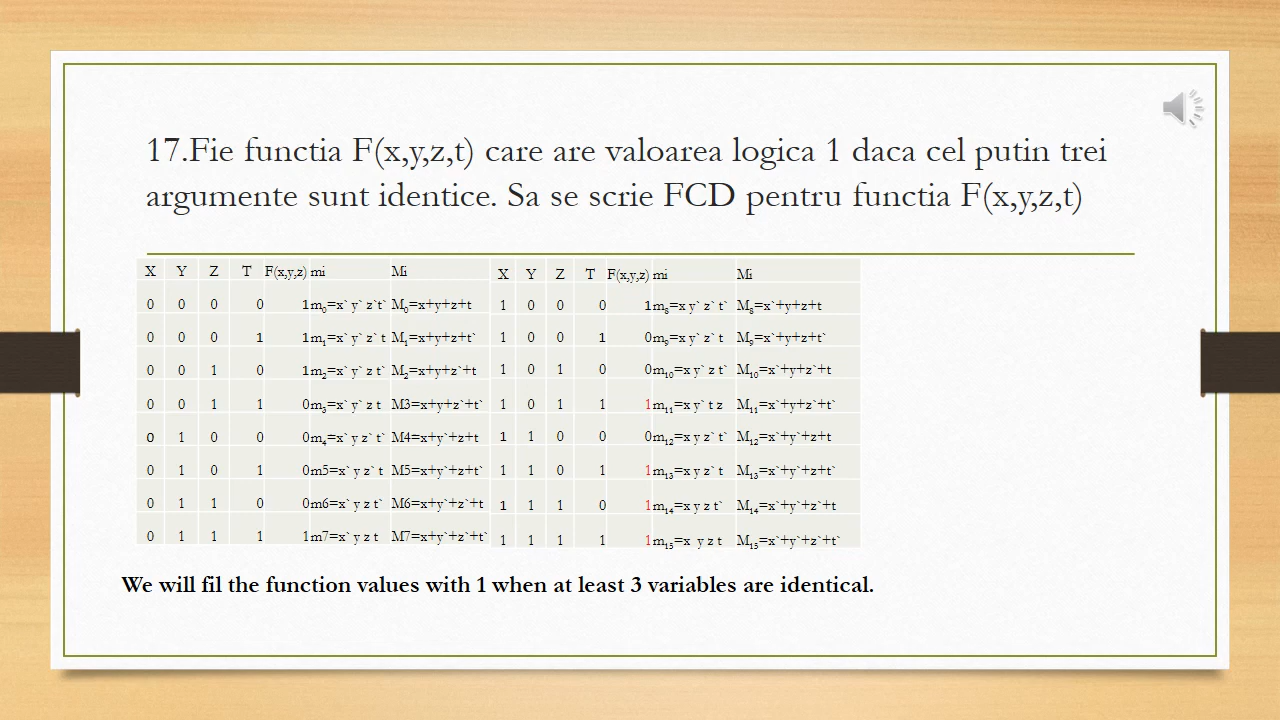 17.Fie functia F(x,y,z,t) care are valoarea logica 1 daca cel putin trei
argumente sunt identice. Sa se scrie FCD pentru functia F(x,y,z,t)
X Y Z T F(x,y,z) mi Mi X Y Z T F(x,y,z) mi Mi
0 0 0 0 1 m₀=x` y` z`t` M₀=x+y+z+t 1 0 0 0 1 m₈=x y` z` t` M₈=x`+y+z+t
0 0 0 1 1 m₁=x` y` z` t M₁=x+y+z+t` 1 0 0 1 0 m₉=x y` z` t M₉=x`+y+z+t`
0 0 1 0 1 m₂=x` y` z t` M₂=x+y+z`+t 1 0 1 0 0 m₁₀=x y` z t` M₁₀=x`+y+z`+t
0 0 1 1 0 m₃=x` y` z t M3=x+y+z`+t` 1 0 1 1 1 m₁₁=x y` t z M₁₁=x`+y+z`+t`
0 1 0 0 0 m₄=x` y z` t` M4=x+y`+z+t 1 1 0 0 0 m₁₂=x y z` t` M₁₂=x`+y`+z+t
0 1 0 1 0 m5=x` y z` t M5=x+y`+z+t` 1 1 0 1 1 m₁₃=x y z` t M₁₃=x`+y`+z+t`
0 1 1 0 0 m6=x` y z t` M6=x+y`+z`+t 1 1 1 0 1 m₁₄=x y z t` M₁₄=x`+y`+z`+t
0 1 1 1 1 m7=x` y z t M7=x+y`+z`+t` 1 1 1 1 1 m₁₅=x y z t M₁₅=x`+y`+z`+t`
We will fil the function values with 1 when at least 3 variables are identical.